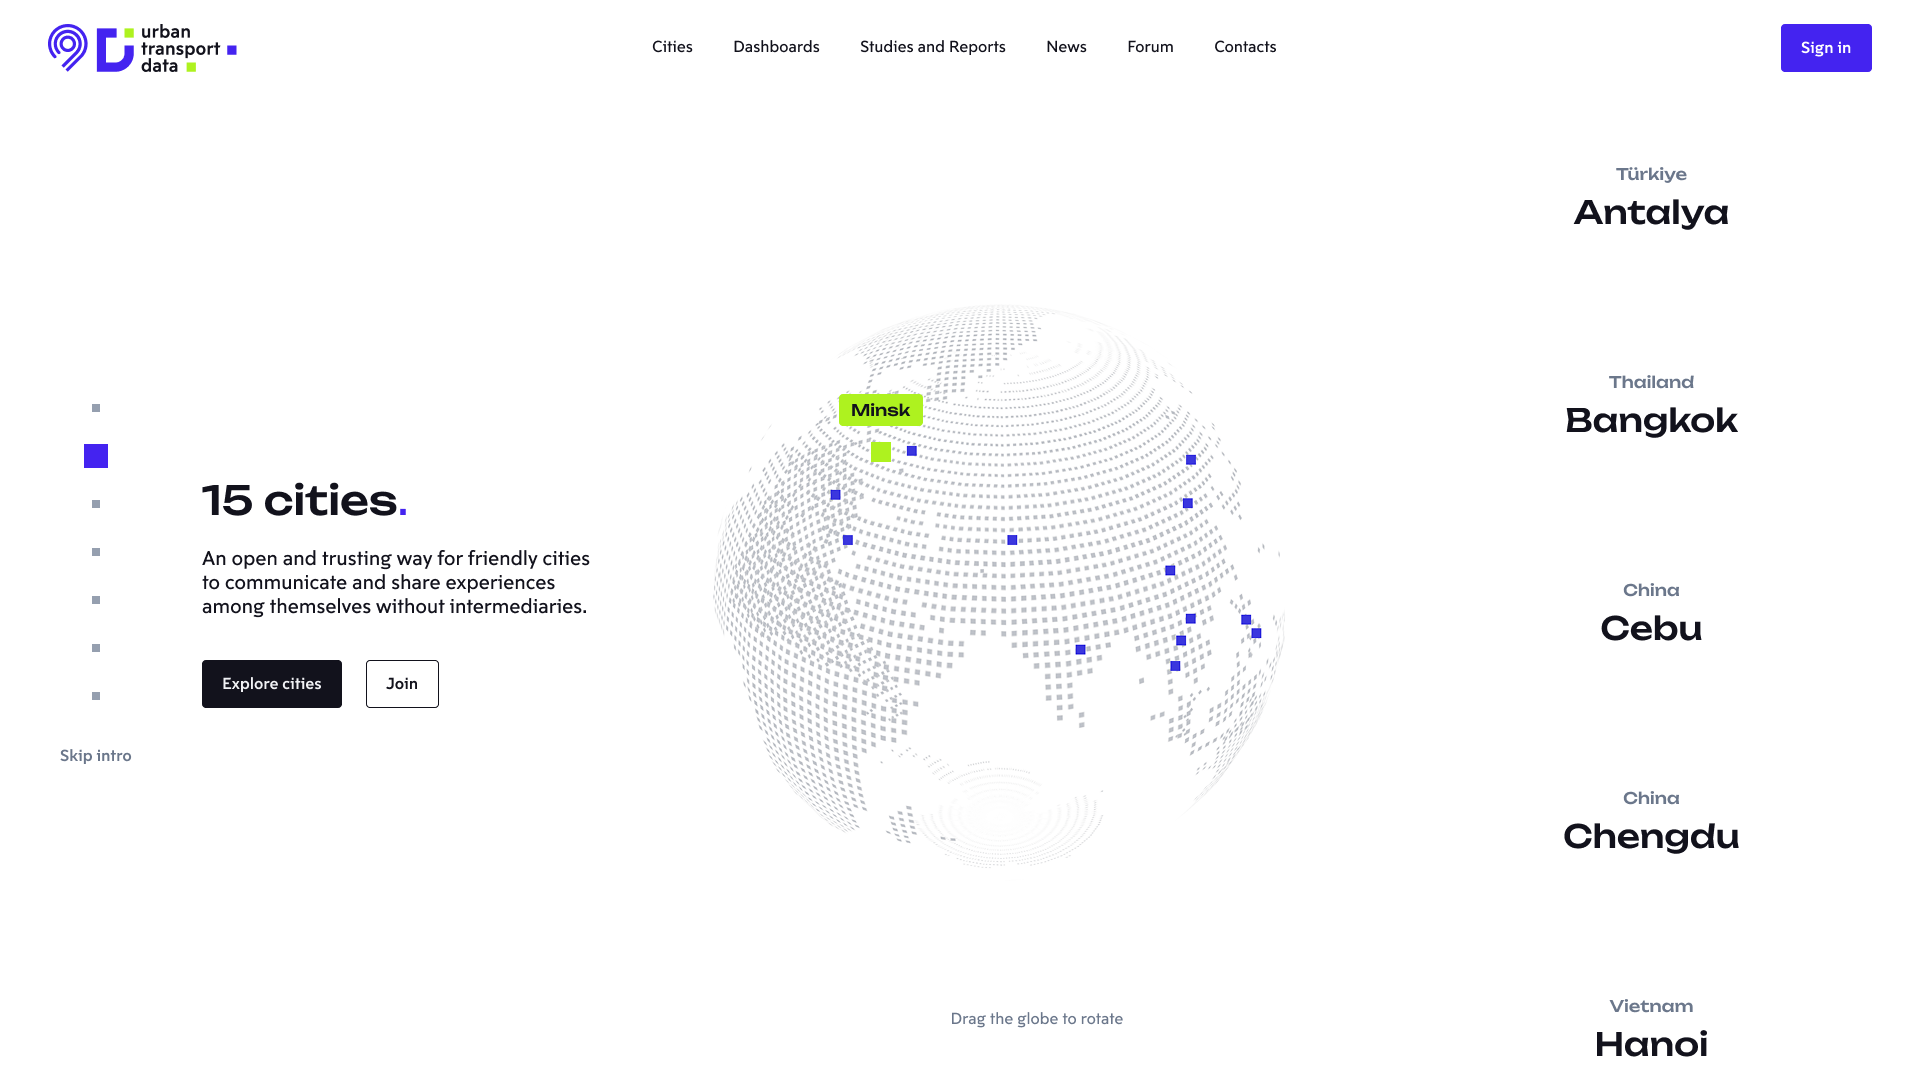 urban
transport
data
Cities
Dashboards
Studies and Reports
News
Forum
Contacts
Sign in
Türkiye
Antalya
Thailand
Bangkok
China
Cebu
China
Chengdu
Vietnam
Hanoi
Minsk
15 cities.
An open and trusting way for friendly cities
to communicate and share experiences
among themselves without intermediaries.
Explore cities
Join
Skip intro
Drag the globe to rotate